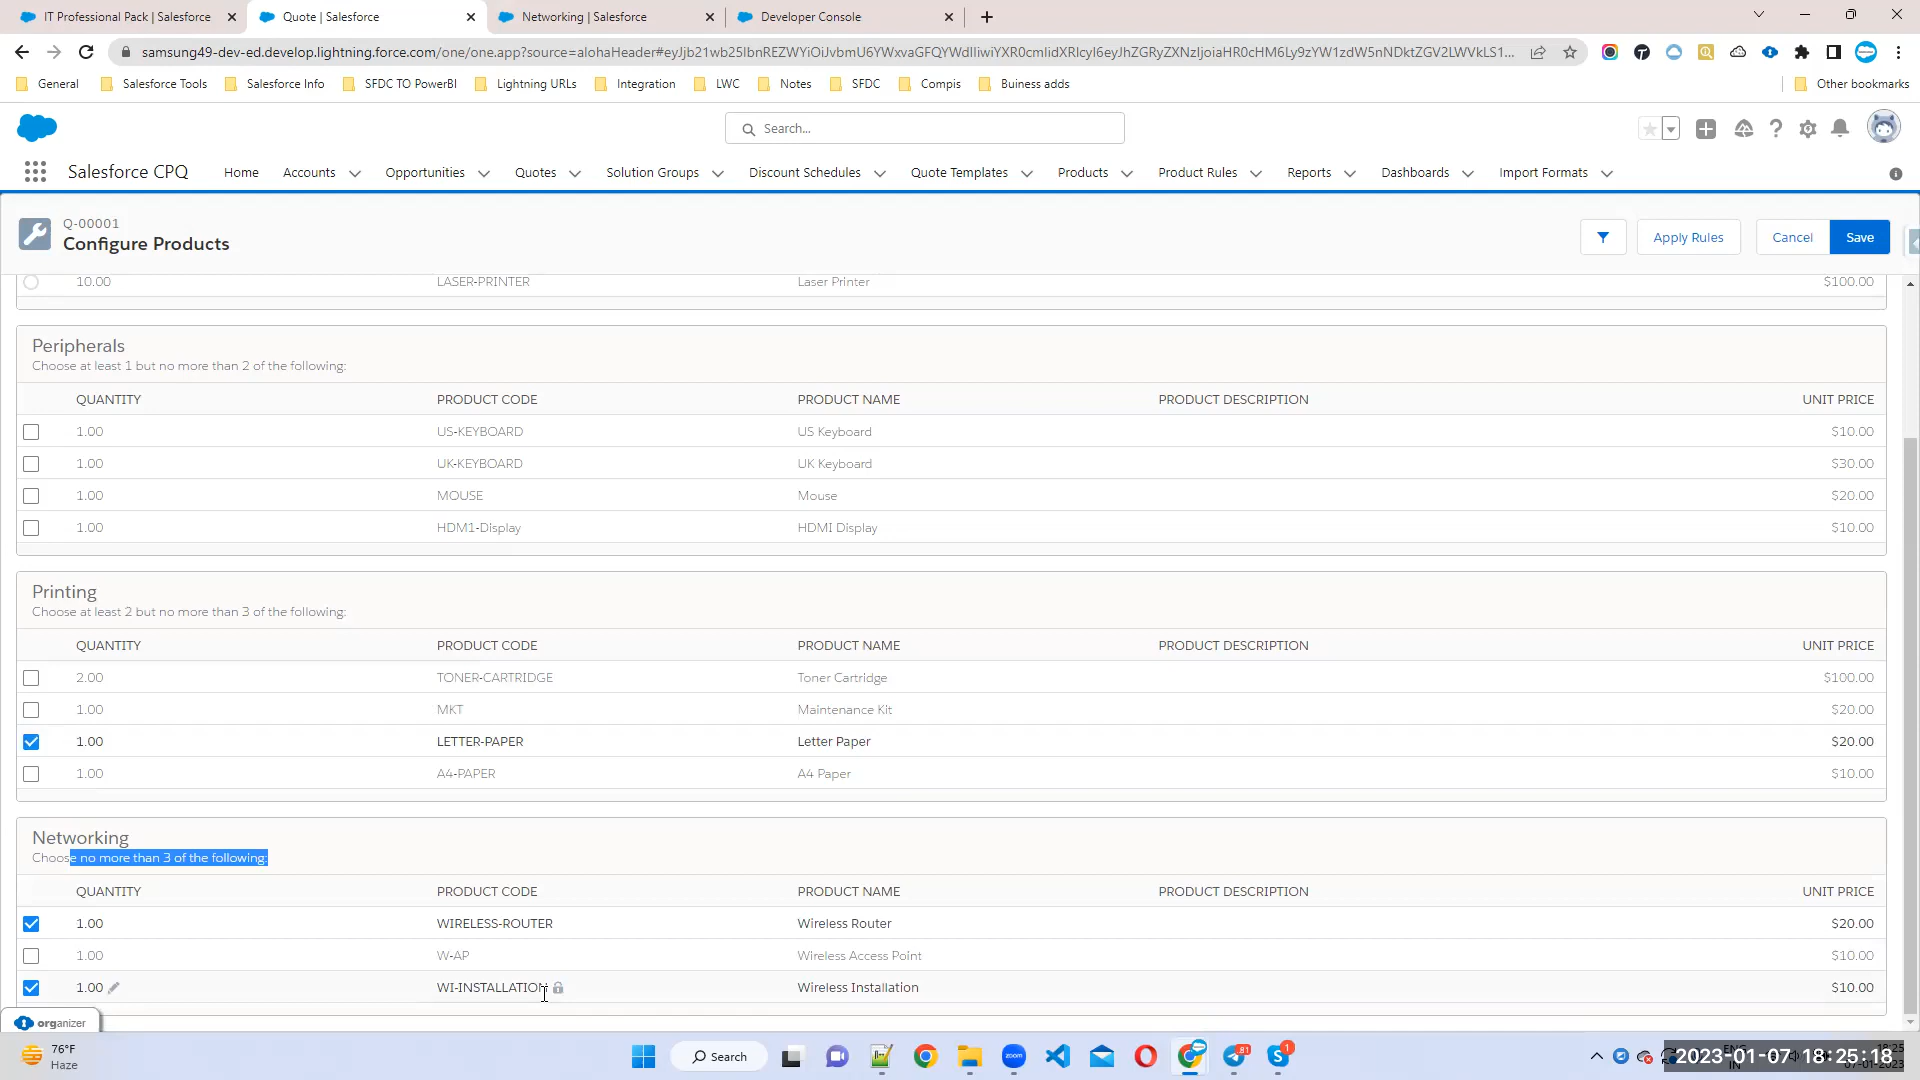 IT Professional Pack | Salesforce
Quote | Salesforce
Networking | Salesforce
Developer Console
samsung49-dev-ed.develop.lightning.force.com/one/one.app?source=alohaHeader#
General
Salesforce Tools
Salesforce Info
SFDC TO PowerBI
Lightning URLs
Integration
LWC
Notes
SFDC
Compis
Buiness adds
Other bookmarks
Search...
Salesforce CPQ
Home
Accounts
Opportunities
Quotes
Solution Groups
Discount Schedules
Quote Templates
Products
Product Rules
Reports
Dashboards
Import Formats
Q-00001
Configure Products
Apply Rules
Cancel
Save
10.00 LASER-PRINTER Laser Printer $100.00
Peripherals
Choose at least 1 but no more than 2 of the following:
QUANTITY PRODUCT CODE PRODUCT NAME PRODUCT DESCRIPTION UNIT PRICE
1.00 US-KEYBOARD US Keyboard $10.00
1.00 UK-KEYBOARD UK Keyboard $30.00
1.00 MOUSE Mouse $20.00
1.00 HDM1-Display HDMI Display $10.00
Printing
Choose at least 2 but no more than 3 of the following:
QUANTITY PRODUCT CODE PRODUCT NAME PRODUCT DESCRIPTION UNIT PRICE
2.00 TONER-CARTRIDGE Toner Cartridge $100.00
1.00 MKT Maintenance Kit $20.00
1.00 LETTER-PAPER Letter Paper $20.00
1.00 A4-PAPER A4 Paper $10.00
Networking
Choose no more than 3 of the following:
QUANTITY PRODUCT CODE PRODUCT NAME PRODUCT DESCRIPTION UNIT PRICE
1.00 WIRELESS-ROUTER Wireless Router $20.00
1.00 W-AP Wireless Access Point $10.00
1.00 WI-INSTALLATION Wireless Installation $10.00
organizer
76°F
Haze
Search
zoom
81
1
2023-01-07 18:25:18